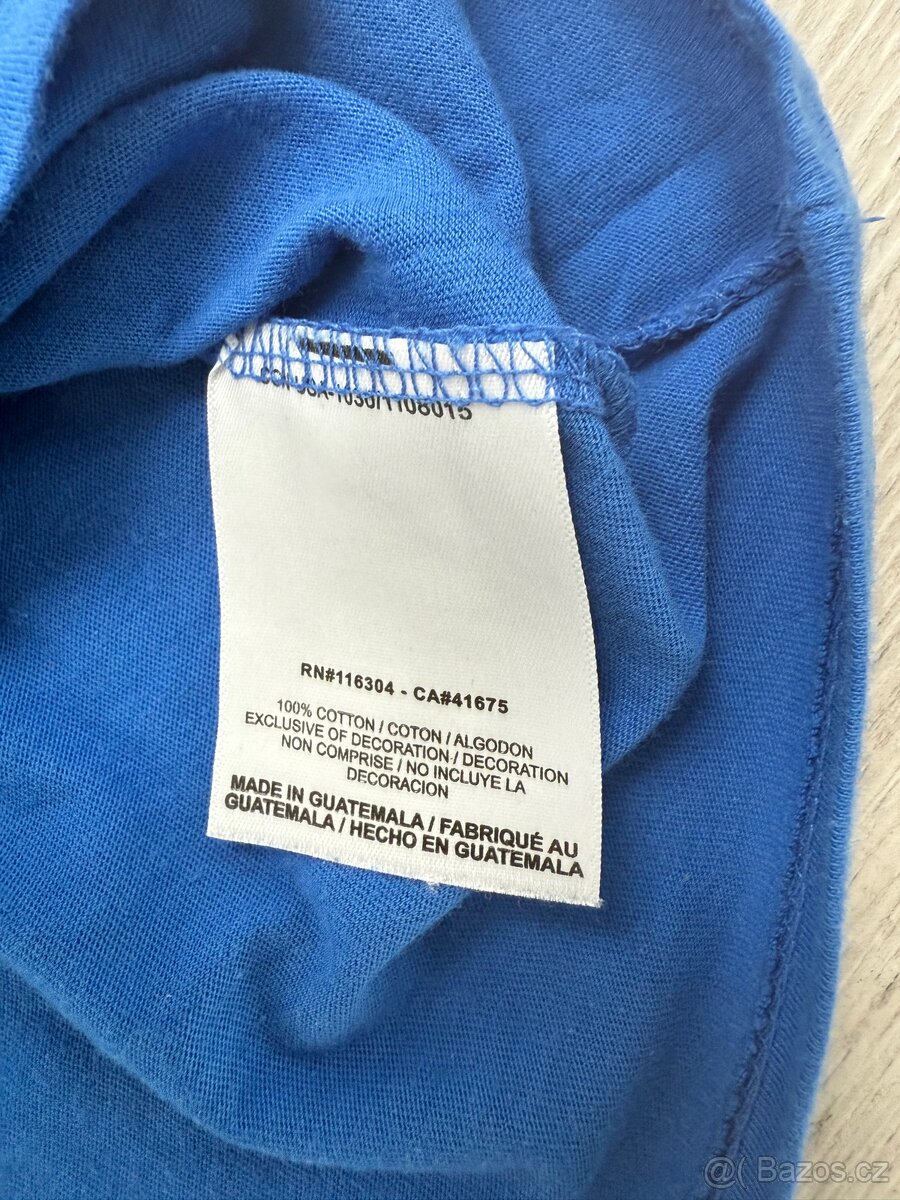 RN#116304 - CA#41675
100% COTTON / COTON / ALGODON
EXCLUSIVE OF DECORATION / DECORATION
NON COMPRISE / NO INCLUYE LA
DECORACION
MADE IN GUATEMALA / FABRIQUÉ AU
GUATEMALA / HECHO EN GUATEMALA
@( Bazos.cz